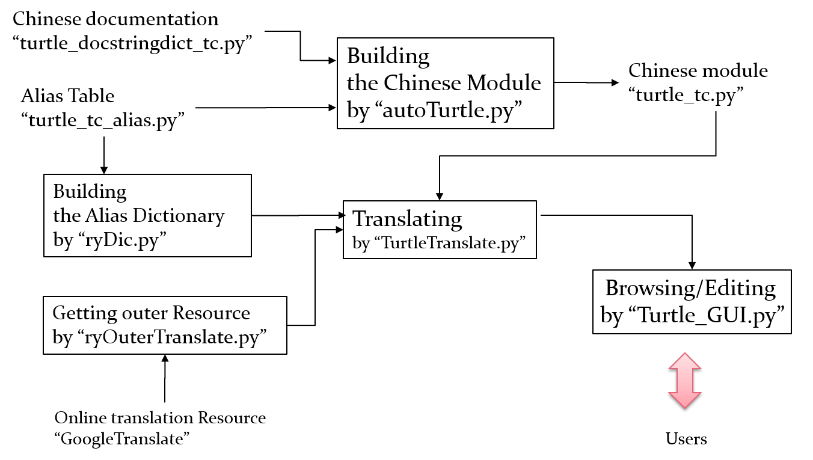 Chinese documentation
“turtle_docstringdict_tc.py”
Building
the Chinese Module
by “autoTurtle.py”
Chinese module
“turtle_tc.py”
Alias Table
“turtle_tc_alias.py”
Building
the Alias Dictionary
by “ryDic.py”
Translating
by “TurtleTranslate.py”
Browsing/Editing
by “Turtle_GUI.py”
Getting outer Resource
by “ryOuterTranslate.py”
Online translation Resource
“GoogleTranslate”
Users